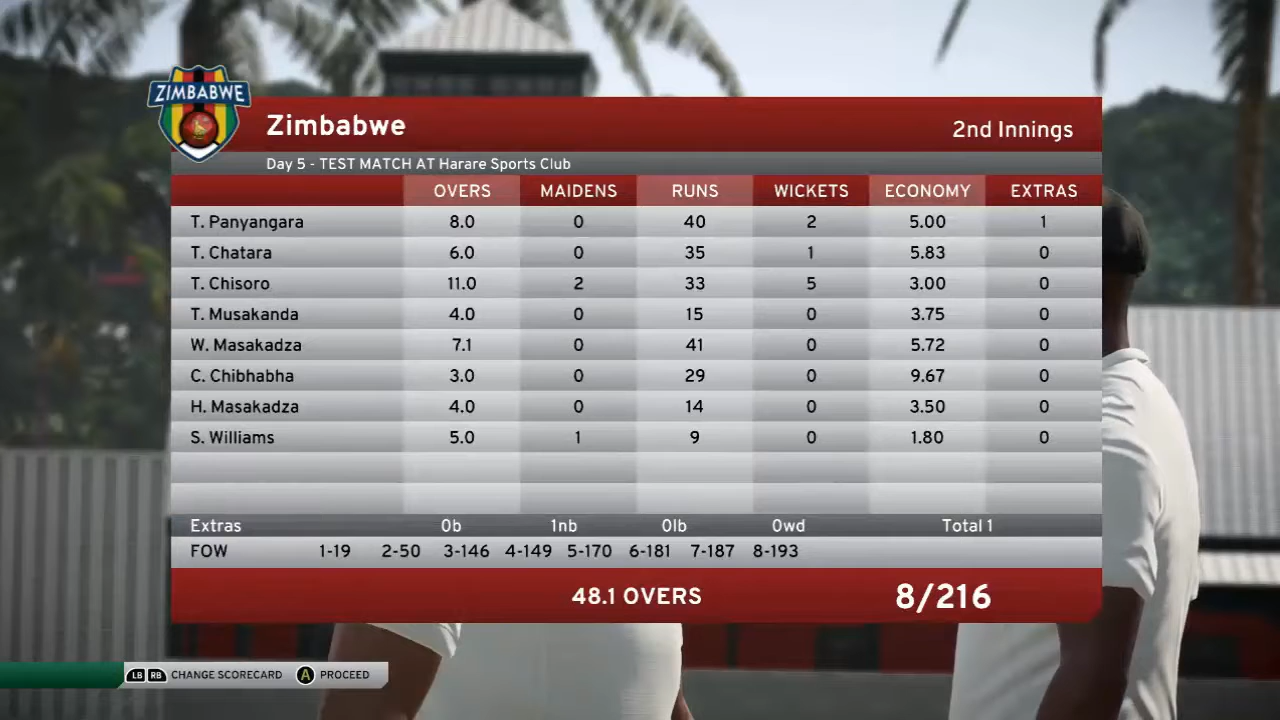 ZIMBABWE
Zimbabwe
2nd Innings
Day 5 - TEST MATCH AT Harare Sports Club
OVERS MAIDENS RUNS WICKETS ECONOMY EXTRAS
T. Panyangara 8.0 0 40 2 5.00 1
T. Chatara 6.0 0 35 1 5.83 0
T. Chisoro 11.0 2 33 5 3.00 0
T. Musakanda 4.0 0 15 0 3.75 0
W. Masakadza 7.1 0 41 0 5.72 0
C. Chibhabha 3.0 0 29 0 9.67 0
H. Masakadza 4.0 0 14 0 3.50 0
S. Williams 5.0 1 9 0 1.80 0
Extras 0b 1nb 0lb 0wd Total 1
FOW 1-19 2-50 3-146 4-149 5-170 6-181 7-187 8-193
48.1 OVERS 8/216
LB RB CHANGE SCORECARD A PROCEED